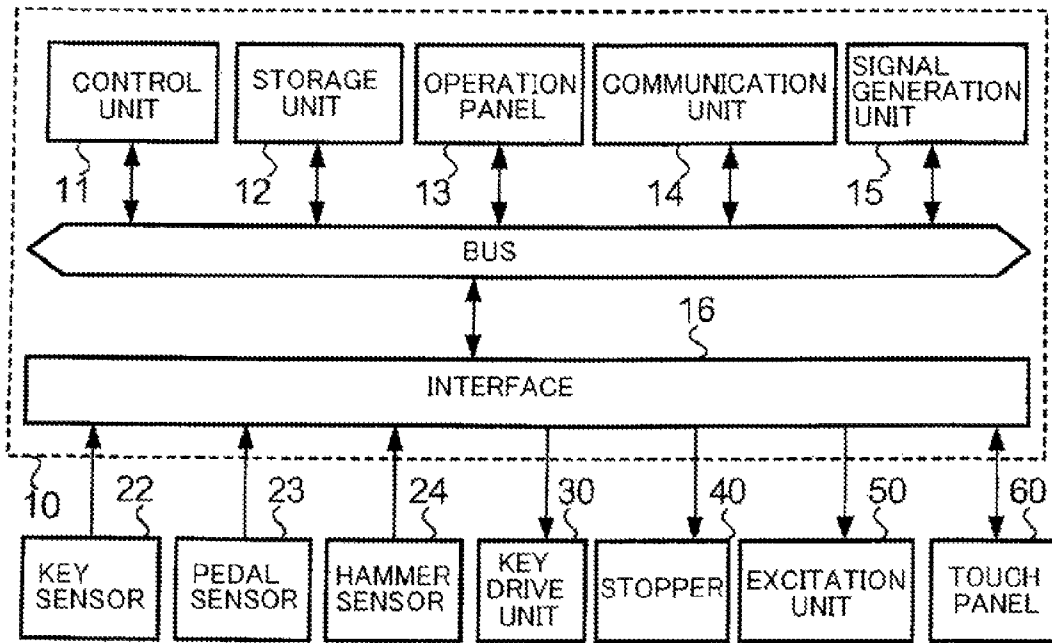 CONTROL
UNIT
STORAGE
UNIT
OPERATION
PANEL
COMMUNICATION
UNIT
SIGNAL
GENERATION
UNIT
11
12
13
14
15
BUS
16
INTERFACE
10
22
23
24
30
40
50
60
KEY
SENSOR
PEDAL
SENSOR
HAMMER
SENSOR
KEY
DRIVE
UNIT
STOPPER
EXCITATION
UNIT
TOUCH
PANEL